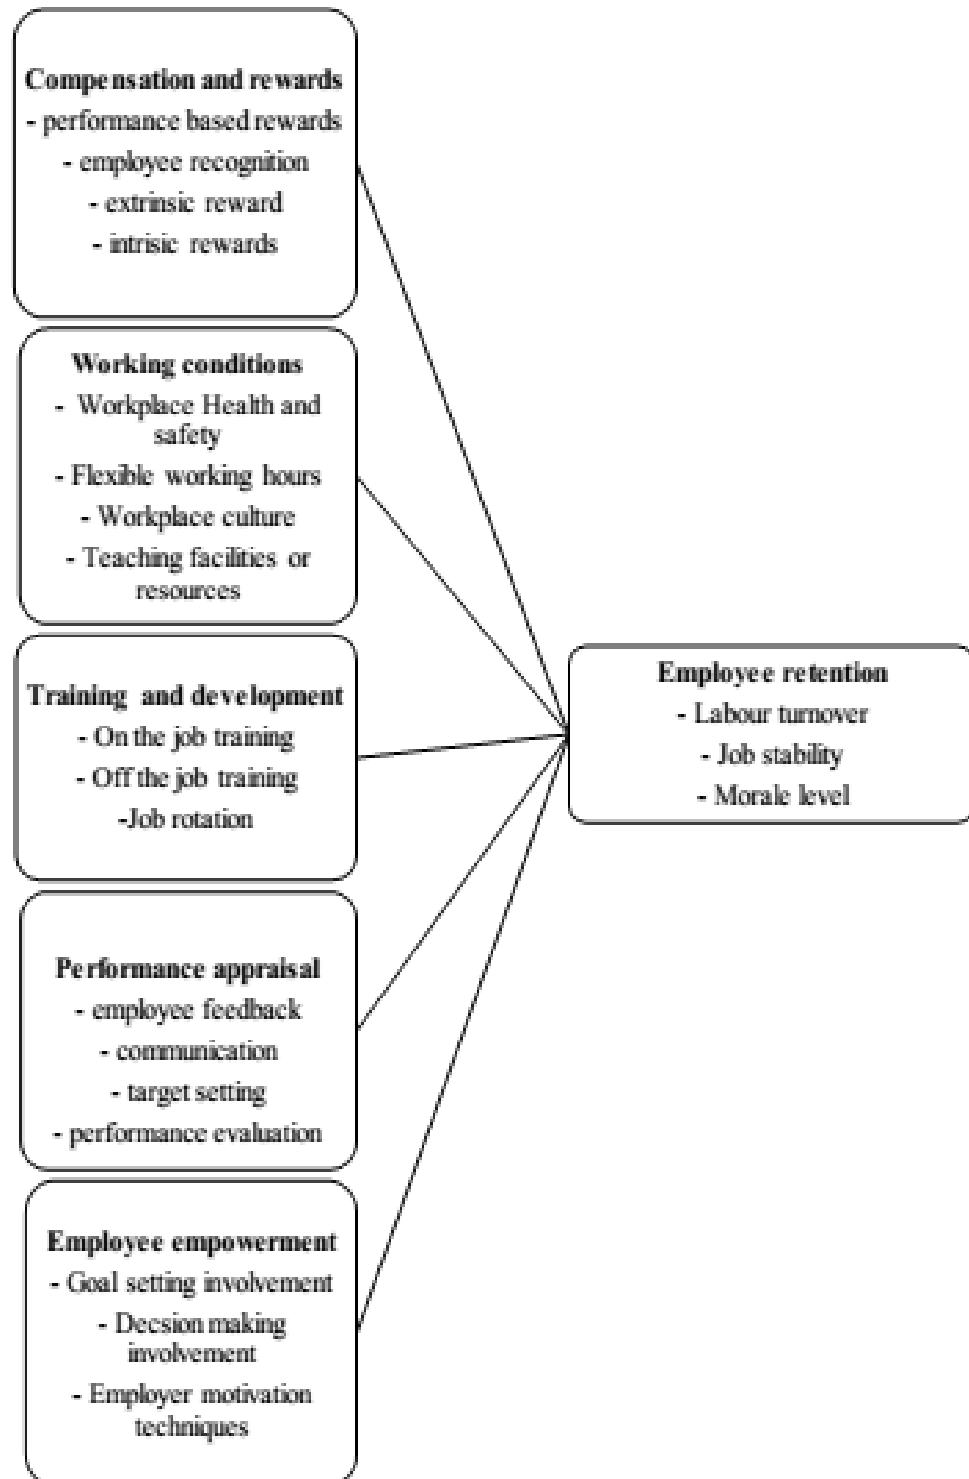 Compensation and rewards
- performance based rewards
- employee recognition
- extrinsic reward
- intrisic rewards
Working conditions
- Workplace Health and
safety
- Flexible working hours
- Workplace culture
- Teaching facilities or
resources
Training and development
- On the job training
- Off the job training
-Job rotation
Performance appraisal
- employee feedback
- communication
- target setting
- performance evaluation
Employee empowerment
- Goal setting involvement
- Decsion making
involvement
- Employer motivation
techniques
Employee retention
- Labour turnover
- Job stability
- Morale level